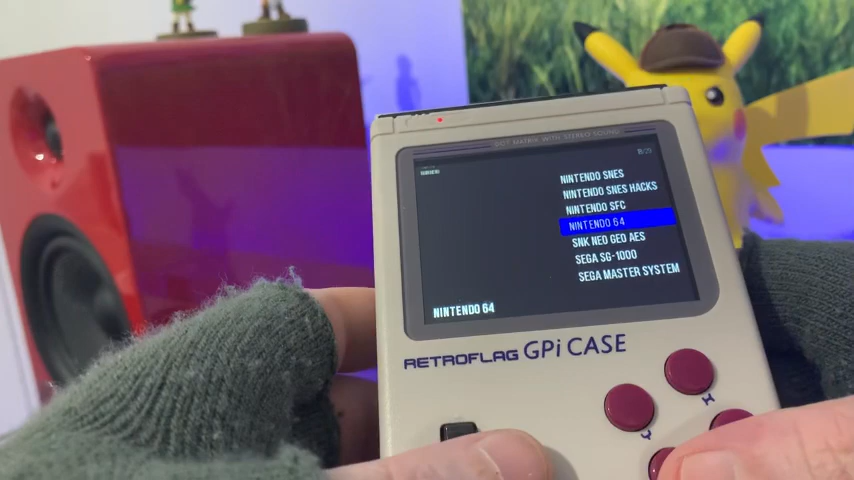 DOT MATRIX WITH STEREO SOUND
NINTENDO SNES
NINTENDO SNES HACKS
NINTENDO SFC
NINTENDO 64
SNK NEO GEO AES
SEGA SG-1000
SEGA MASTER SYSTEM
NINTENDO 64
RETROFLAG GPi CASE
X
Y